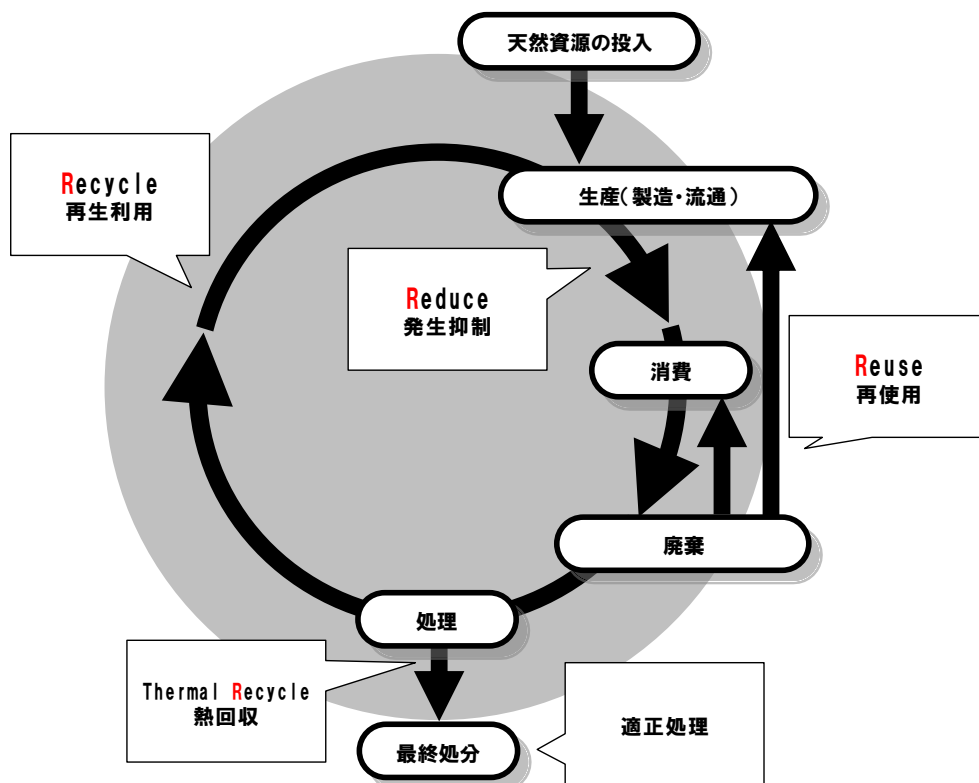 天然資源の投入
Recycle
再生利用
生産(製造・流通)
Reduce
発生抑制
消費
Reuse
再使用
廃棄
処理
Thermal Recycle
熱回収
適正処理
最終処分